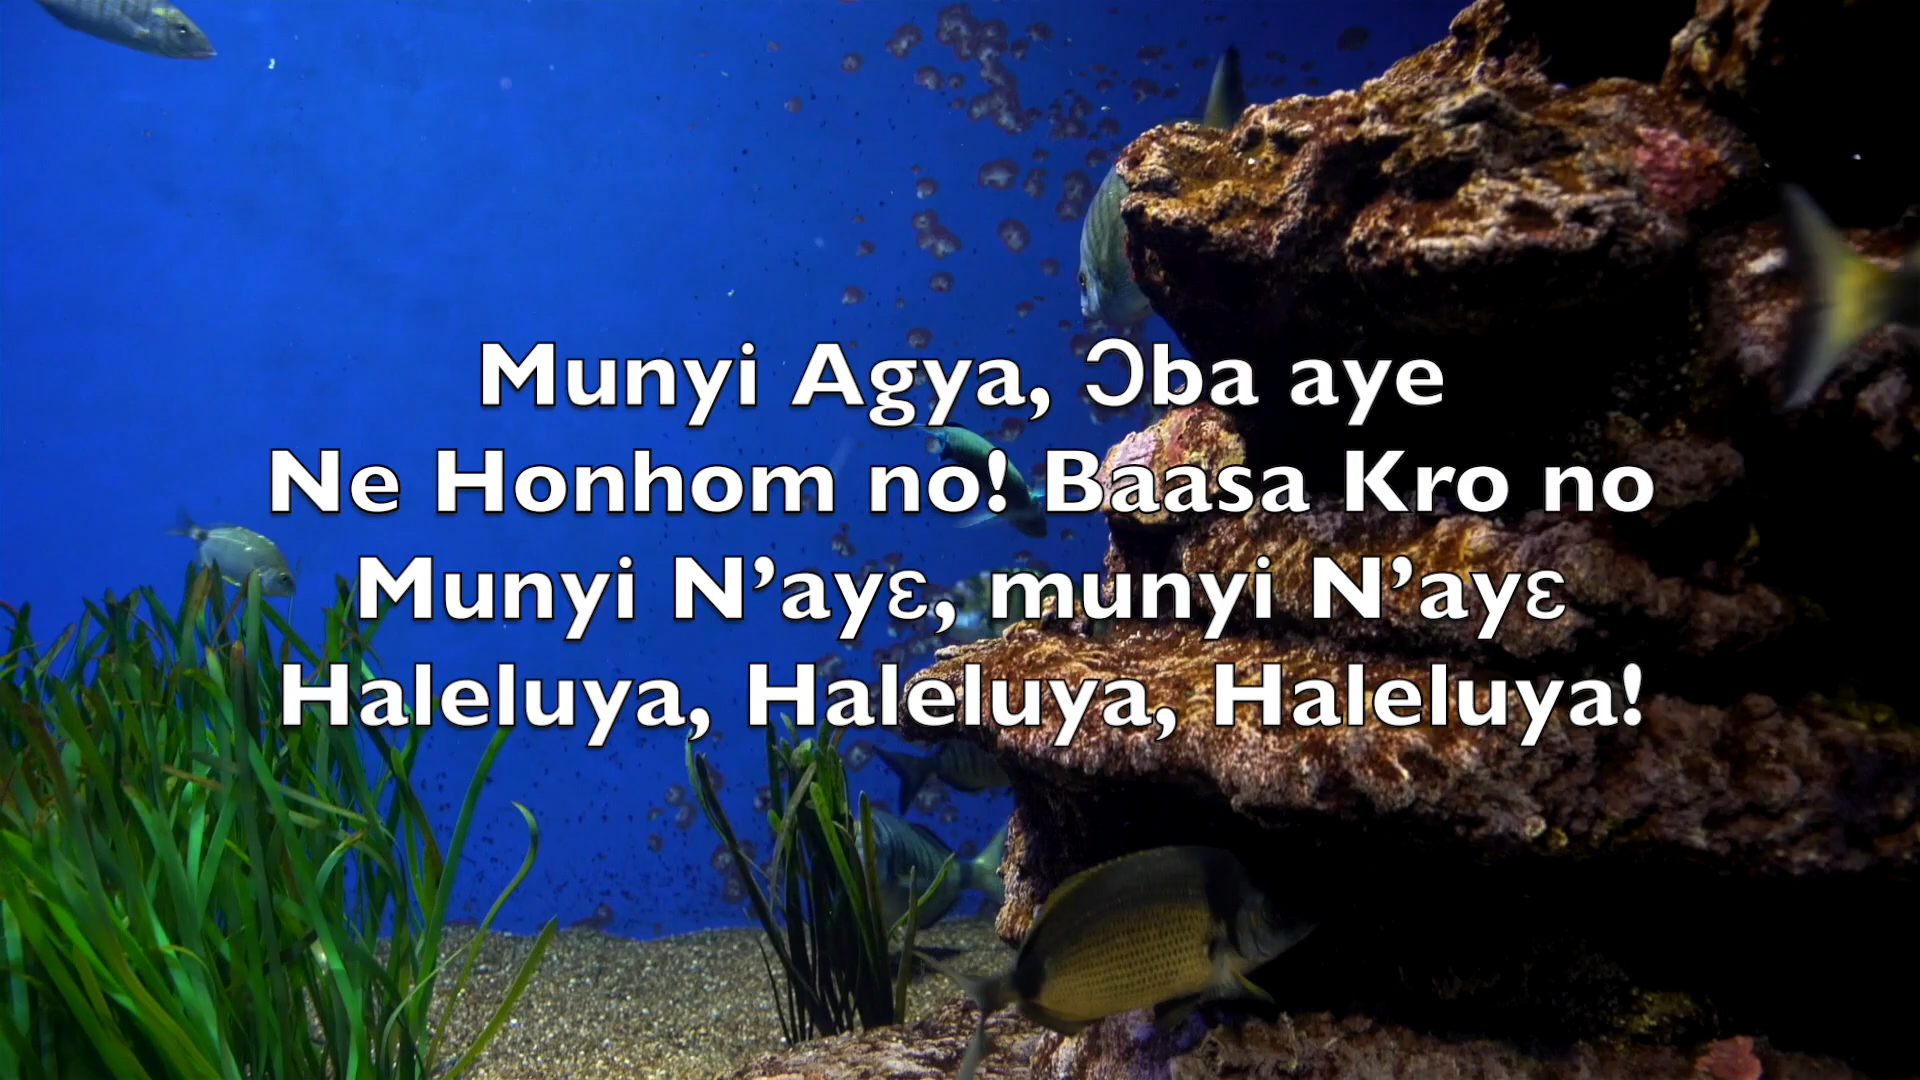 Munyi Agya, Ɔba aye
Ne Honhom no! Baasa Kro no
Munyi N’ayɛ, munyi N’ayɛ
Haleluya, Haleluya, Haleluya!